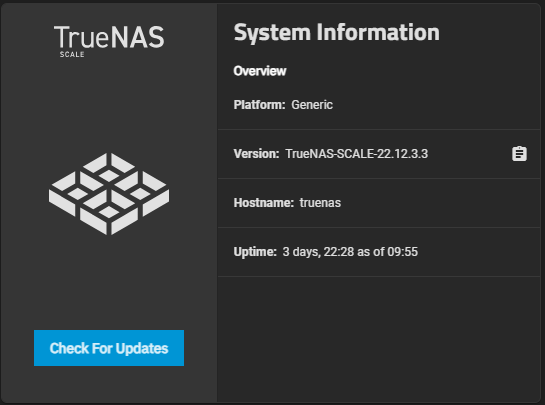 TrueNAS
SCALE
Check For Updates
System Information
Overview
Platform: Generic
Version: TrueNAS-SCALE-22.12.3.3
Hostname: truenas
Uptime: 3 days, 22:28 as of 09:55